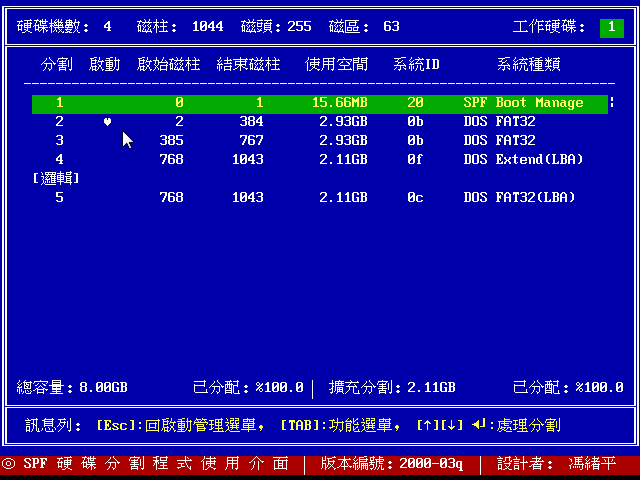 硬碟機數: 4 磁柱: 1044 磁頭:255 磁區: 63 工作硬碟: 1
分割 啟動 啟始磁柱 結束磁柱 使用空間 系統ID 系統種類
1 0 1 15.66MB 20 SPF Boot Manage
2 ♥ 2 384 2.93GB 0b DOS FAT32
3 385 767 2.93GB 0b DOS FAT32
4 768 1043 2.11GB 0f DOS Extend(LBA)
[邏輯]
5 768 1043 2.11GB 0c DOS FAT32(LBA)
總容量:8.00GB 已分配:%100.0 │ 擴充分割:2.11GB 已分配:%100.0
訊息列: [Esc]:回啟動管理選單, [TAB]:功能選單, [↑][↓] ↵:處理分割
◎ SPF 硬 碟 分 割 程 式 使 用 介 面 │ 版本編號:2000-03q │ 設計者: 馮緒平